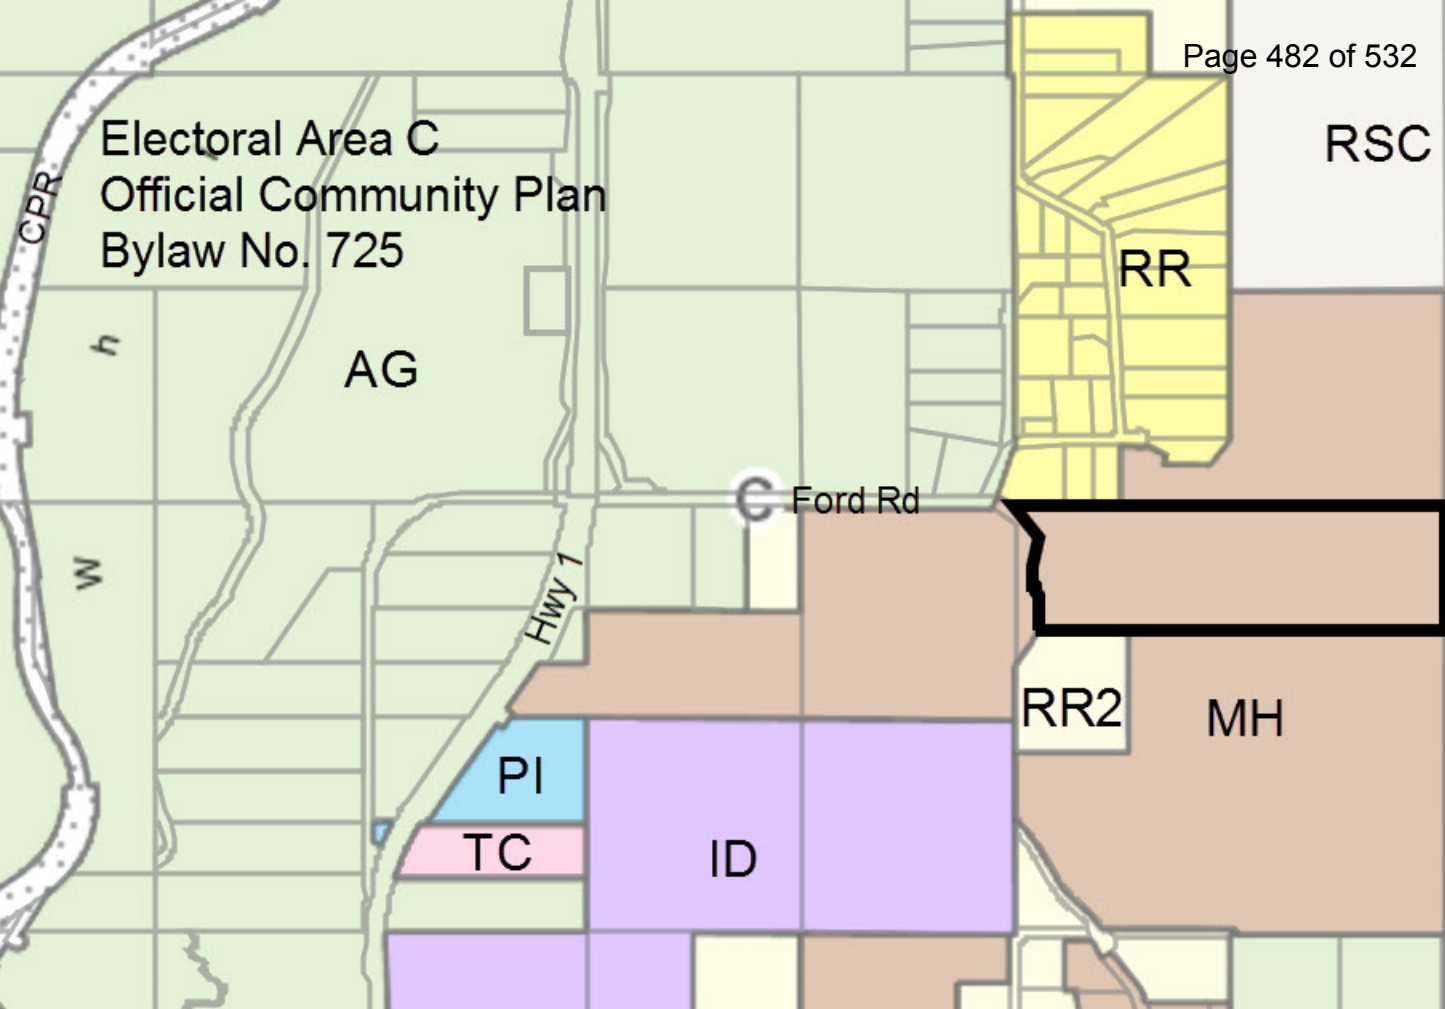 Page 482 of 532
Electoral Area C
Official Community Plan
Bylaw No. 725
RSC
CPR
RR
h
AG
C
Ford Rd
w
Hwy 1
RR2
MH
PI
TC
ID